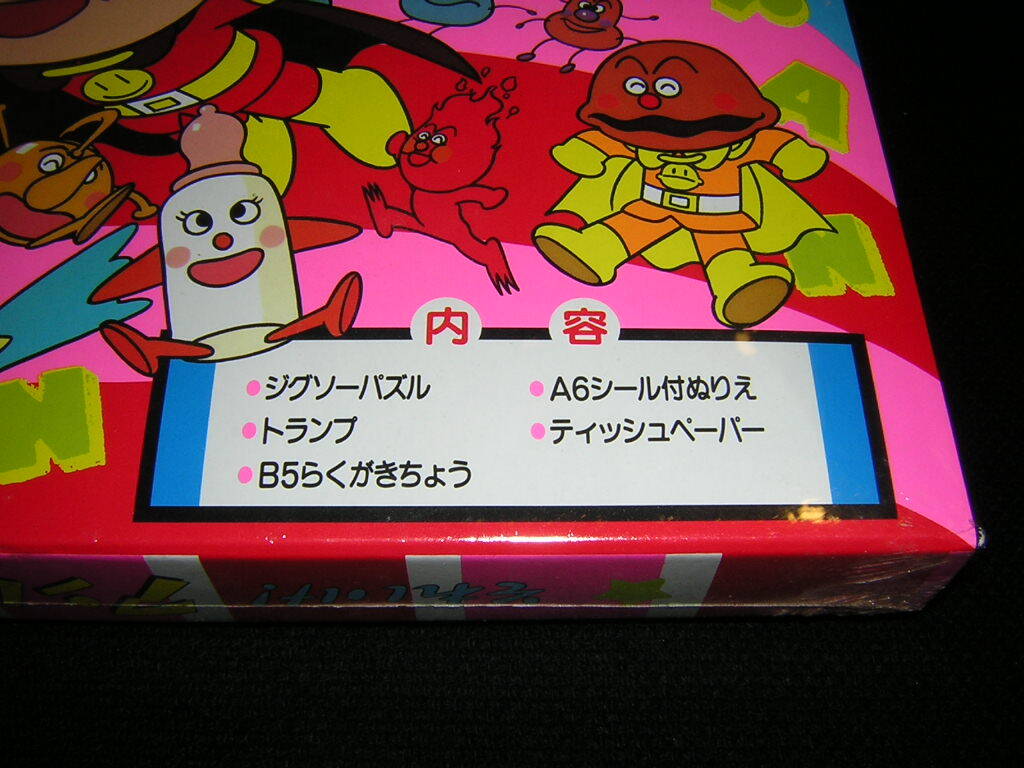 PAN
N
内容
●ジグソーパズル
●トランプ
●B5らくがきちょう
●A6シール付ぬりえ
●ティッシュペーパー